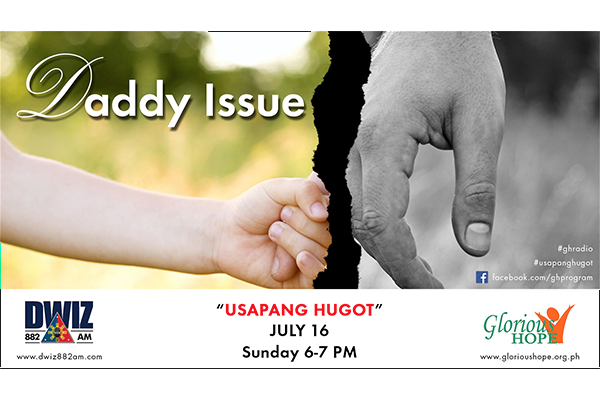 Daddy Issue
#ghradio
#usapanghugot
facebook.com/ghprogram
DWIZ
882 AM
www.dwiz882am.com
“USAPANG HUGOT”
JULY 16
Sunday 6-7 PM
Glorious
HOPE
www.glorioushope.org.ph